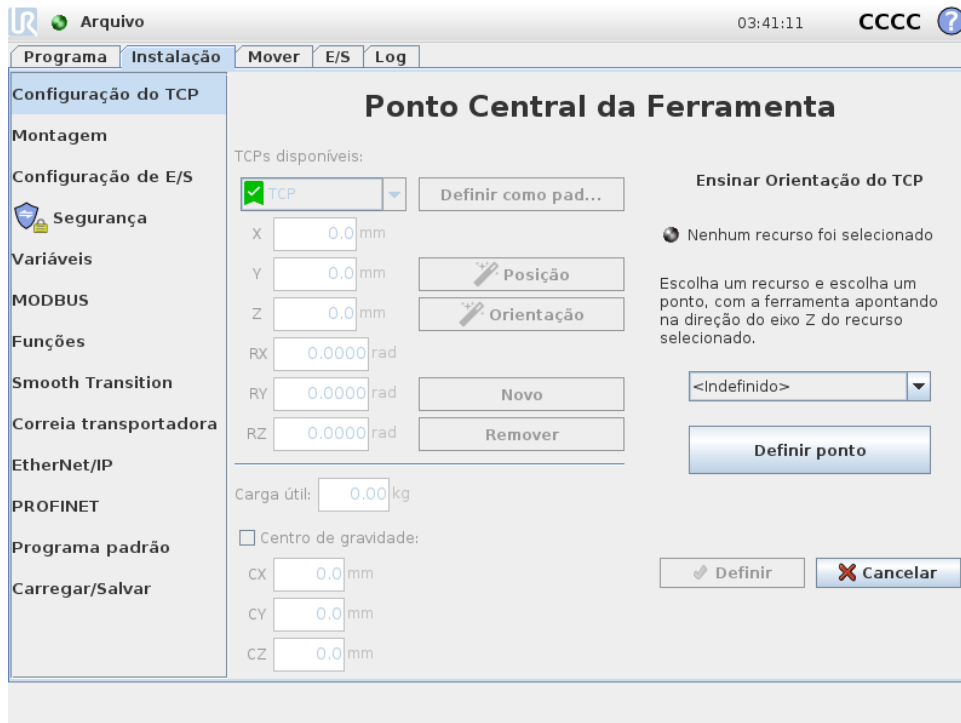 UR Arquivo 03:41:11 CCCC ?
Programa Instalação Mover E/S Log
Configuração do TCP
Montagem
Configuração de E/S
Segurança
Variáveis
MODBUS
Funções
Smooth Transition
Correia transportadora
EtherNet/IP
PROFINET
Programa padrão
Carregar/Salvar
Ponto Central da Ferramenta
TCPs disponíveis:
TCP Definir como pad...
X 0.0 mm
Y 0.0 mm Posição
Z 0.0 mm Orientação
RX 0.0000 rad
RY 0.0000 rad Novo
RZ 0.0000 rad Remover
Carga útil: 0.00 kg
Centro de gravidade:
CX 0.0 mm
CY 0.0 mm
CZ 0.0 mm
Ensinar Orientação do TCP
Nenhum recurso foi selecionado
Escolha um recurso e escolha um
ponto, com a ferramenta apontando
na direção do eixo Z do recurso
selecionado.
<Indefinido>
Definir ponto
Definir Cancelar